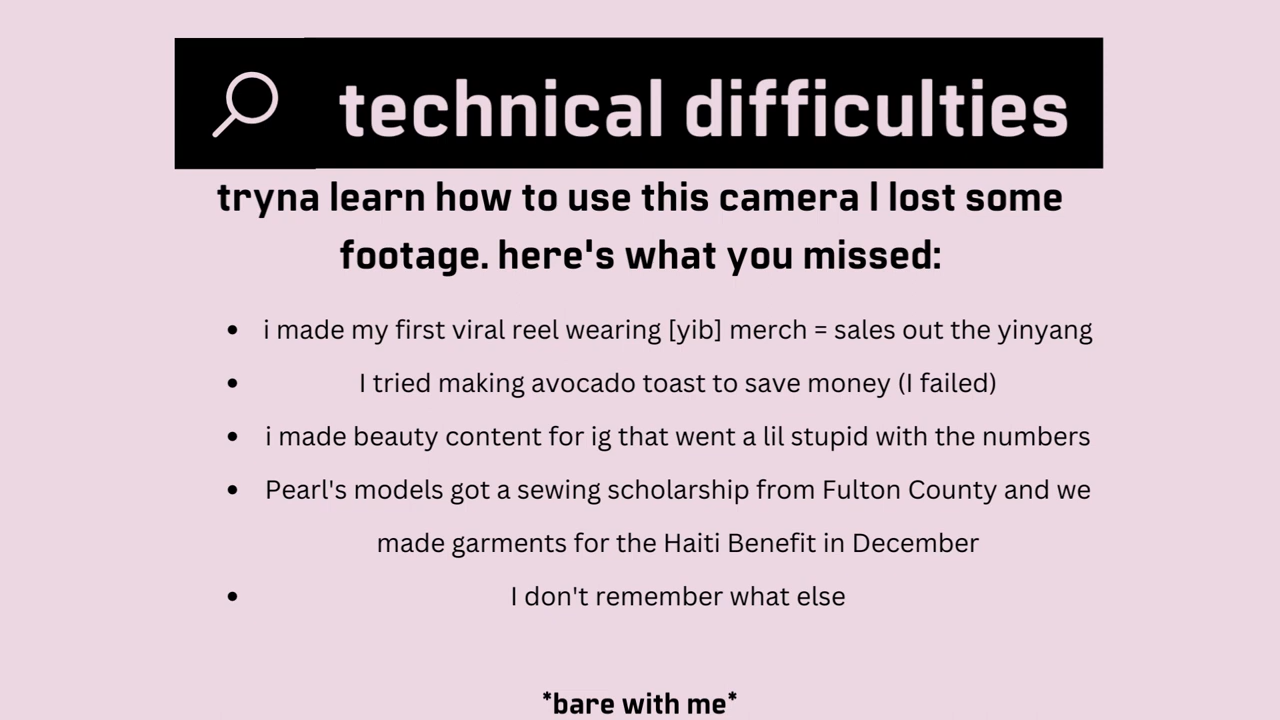 technical difficulties
tryna learn how to use this camera I lost some
footage. here's what you missed:
• i made my first viral reel wearing [yib] merch = sales out the yinyang
• I tried making avocado toast to save money (I failed)
• i made beauty content for ig that went a lil stupid with the numbers
• Pearl's models got a sewing scholarship from Fulton County and we
made garments for the Haiti Benefit in December
• I don't remember what else
*bare with me*